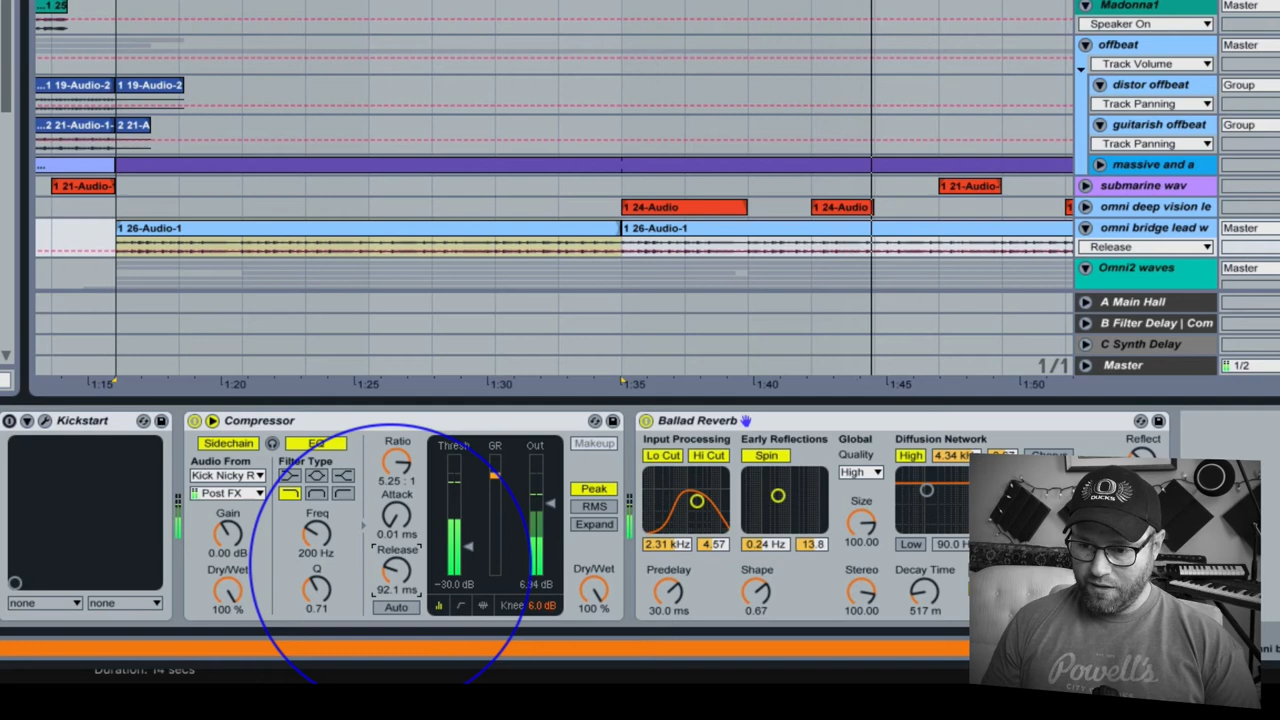 ...1 25
Madonna1
Master
Speaker On
offbeat
Master
Track Volume
...1 19-Audio-2
1 19-Audio-2
distor offbeat
Group
Track Panning
...2 21-Audio-1-
2 21-A
guitarish offbeat
Group
Track Panning
...
massive and a
1 21-Audio-
1 21-Audio-
submarine wav
1 24-Audio
1 24-Audio
1
omni deep vision le
1 26-Audio-1
1 26-Audio-1
omni bridge lead w
Master
Release
Omni2 waves
Master
A Main Hall
B Filter Delay | Com
C Synth Delay
1/1
Master
1/2
1:15
1:20
1:25
1:30
1:35
1:40
1:45
1:50
Kickstart
none
none
Compressor
Sidechain
EQ
Audio From
Filter Type
Kick Nicky R
Post FX
Gain
Freq
0.00 dB
200 Hz
Dry/Wet
Q
100 %
0.71
Ratio
5.25 : 1
Attack
0.01 ms
Release
92.1 ms
Auto
Thresh
GR
Out
-30.0 dB
6.94 dB
Knee 6.0 dB
Makeup
Peak
RMS
Expand
Dry/Wet
100 %
Ballad Reverb
Input Processing
Lo Cut
Hi Cut
2.31 kHz
4.57
Predelay
30.0 ms
Early Reflections
Spin
0.24 Hz
13.8
Shape
0.67
Global
Quality
High
Size
100.00
Stereo
100.00
Diffusion Network
High
4.34 kHz
Low
90.0 H
Decay Time
517 m
Reflect
Duration: 14 secs
DUCKS
Powell's